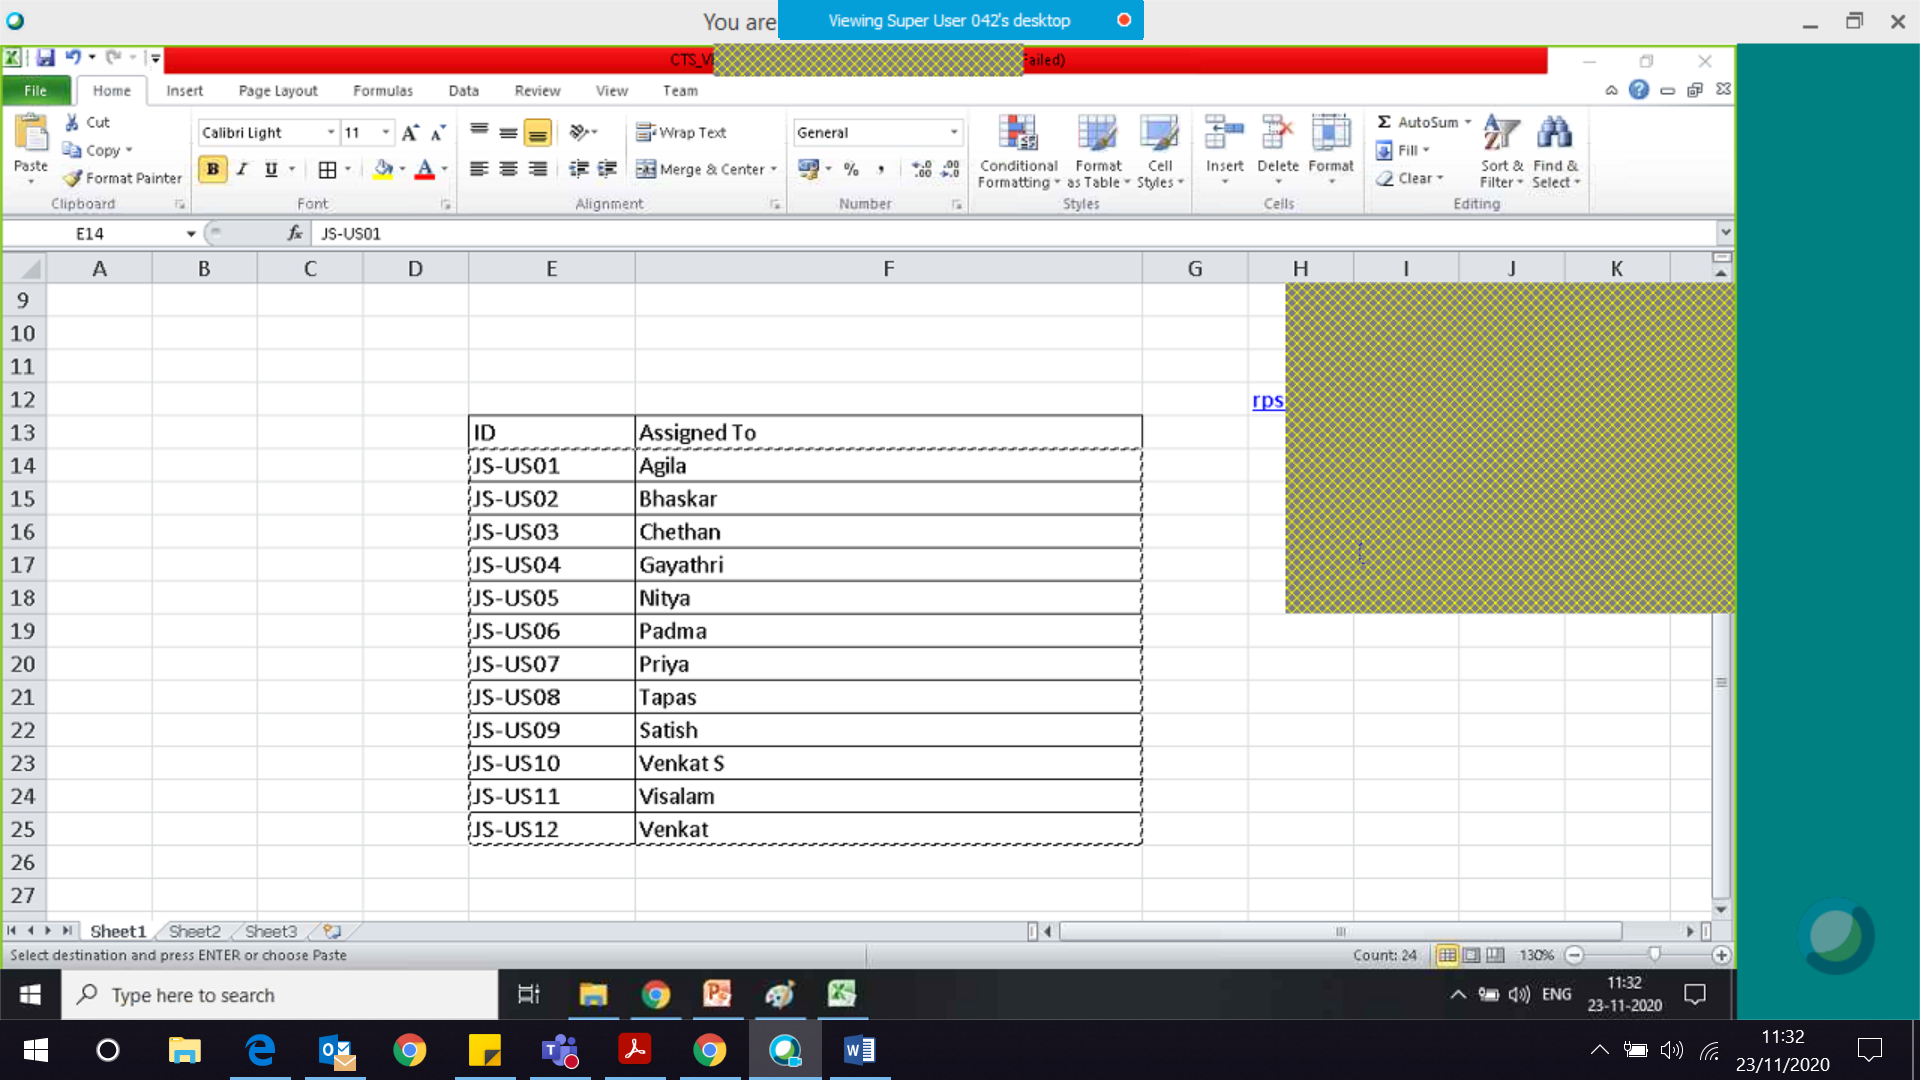 You are
Viewing Super User 042's desktop
CTS_V
Failed)
File Home Insert Page Layout Formulas Data Review View Team
Paste
Cut
Copy
Format Painter
Clipboard
Calibri Light 11
B I U
Font
Wrap Text
Merge & Center
Alignment
General
%
Number
Conditional Formatting
Format as Table
Cell Styles
Styles
Insert Delete Format
Cells
Σ AutoSum
Fill
Clear
Sort & Filter
Find & Select
Editing
E14 fx JS-US01
A B C D E F G H I J K
9
10
11
12 rps
13 ID Assigned To
14 JS-US01 Agila
15 JS-US02 Bhaskar
16 JS-US03 Chethan
17 JS-US04 Gayathri
18 JS-US05 Nitya
19 JS-US06 Padma
20 JS-US07 Priya
21 JS-US08 Tapas
22 JS-US09 Satish
23 JS-US10 Venkat S
24 JS-US11 Visalam
25 JS-US12 Venkat
26
27
Sheet1 Sheet2 Sheet3
Select destination and press ENTER or choose Paste Count: 24 130%
Type here to search
ENG
11:32
23-11-2020
11:32
23/11/2020